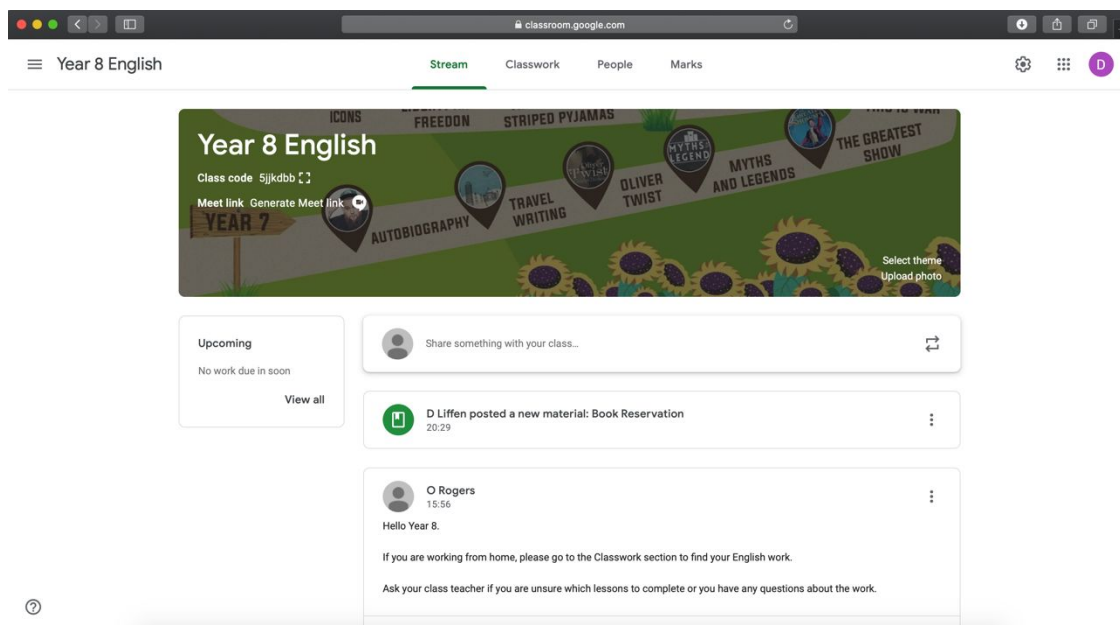 classroom.google.com
Year 8 English
Stream
Classwork
People
Marks
D
ICONS
FREEDON
STRIPED PYJAMAS
Year 8 English
Class code 5jjkdbb
Meet link Generate Meet link
YEAR 7
AUTOBIOGRAPHY
TRAVEL
WRITING
Twist
OLIVER
TWIST
MYTHS
LEGEND
MYTHS
AND LEGENDS
THE GREATEST
SHOW
Select theme
Upload photo
Upcoming
No work due in soon
View all
Share something with your class...
D Liffen posted a new material: Book Reservation
20:29
O Rogers
15:56
Hello Year 8.
If you are working from home, please go to the Classwork section to find your English work.
Ask your class teacher if you are unsure which lessons to complete or you have any questions about the work.